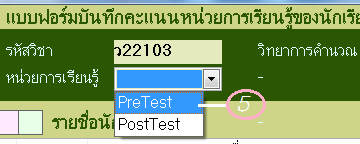 แบบฟอร์มบันทึกคะแนนหน่วยการเรียนรู้ของนักเรีย
รหัสวิชา ว22103 วิทยาการคำนวณ
หน่วยการเรียนรู้ -
PreTest 5
PostTest -
รายชื่อนั